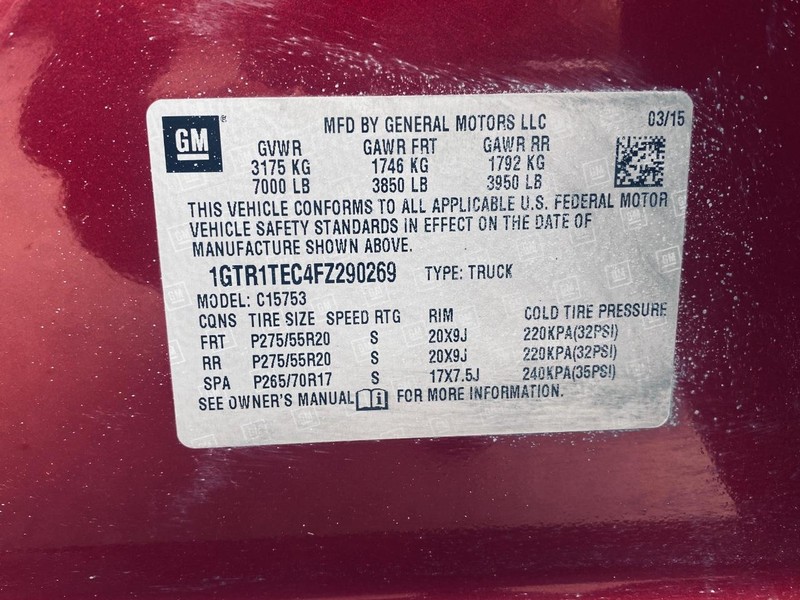 GM ® MFD BY GENERAL MOTORS LLC 03/15
GVWR GAWR FRT GAWR RR
3175 KG 1746 KG 1792 KG
7000 LB 3850 LB 3950 LB
THIS VEHICLE CONFORMS TO ALL APPLICABLE U.S. FEDERAL MOTOR
VEHICLE SAFETY STANDARDS IN EFFECT ON THE DATE OF
MANUFACTURE SHOWN ABOVE.
1GTR1TEC4FZ290269 TYPE: TRUCK
MODEL: C15753
CQNS TIRE SIZE SPEED RTG RIM COLD TIRE PRESSURE
FRT P275/55R20 S 20X9J 220KPA(32PSI)
RR P275/55R20 S 20X9J 220KPA(32PSI)
SPA P265/70R17 S 17X7.5J 240KPA(35PSI)
SEE OWNER'S MANUAL FOR MORE INFORMATION.